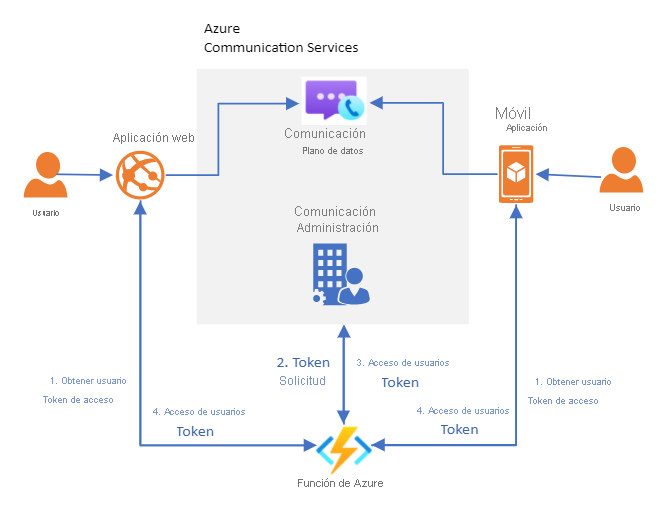 Azure
Communication Services
Comunicación
Plano de datos
Aplicación web
Móvil
Aplicación
Usuario
Usuario
Comunicación
Administración
2. Token
Solicitud
3. Acceso de usuarios
Token
1. Obtener usuario
Token de acceso
4. Acceso de usuarios
Token
1. Obtener usuario
Token de acceso
4. Acceso de usuarios
Token
Función de Azure